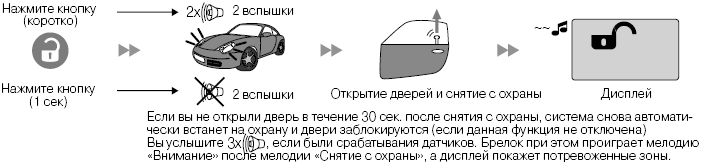 Нажмите кнопку
(коротко)
2x 2 вспышки
Нажмите кнопку
(1 сек)
2 вспышки
Открытие дверей и снятие с охраны
Дисплей
Если вы не открыли дверь в течение 30 сек. после снятия с охраны, система снова автомати-
чески встанет на охрану и двери заблокируются (если данная функция не отключена)
Вы услышите 3x , если были срабатывания датчиков. Брелок при этом проиграет мелодию
«Внимание» после мелодии «Снятие с охраны», а дисплей покажет потревоженные зоны.